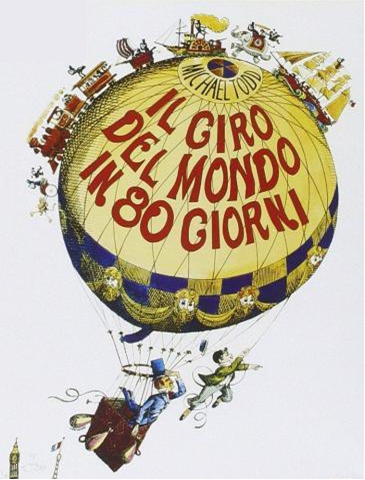 MICHAEL TODD
IL GIRO
DEL MONDO
IN 80 GIORNI